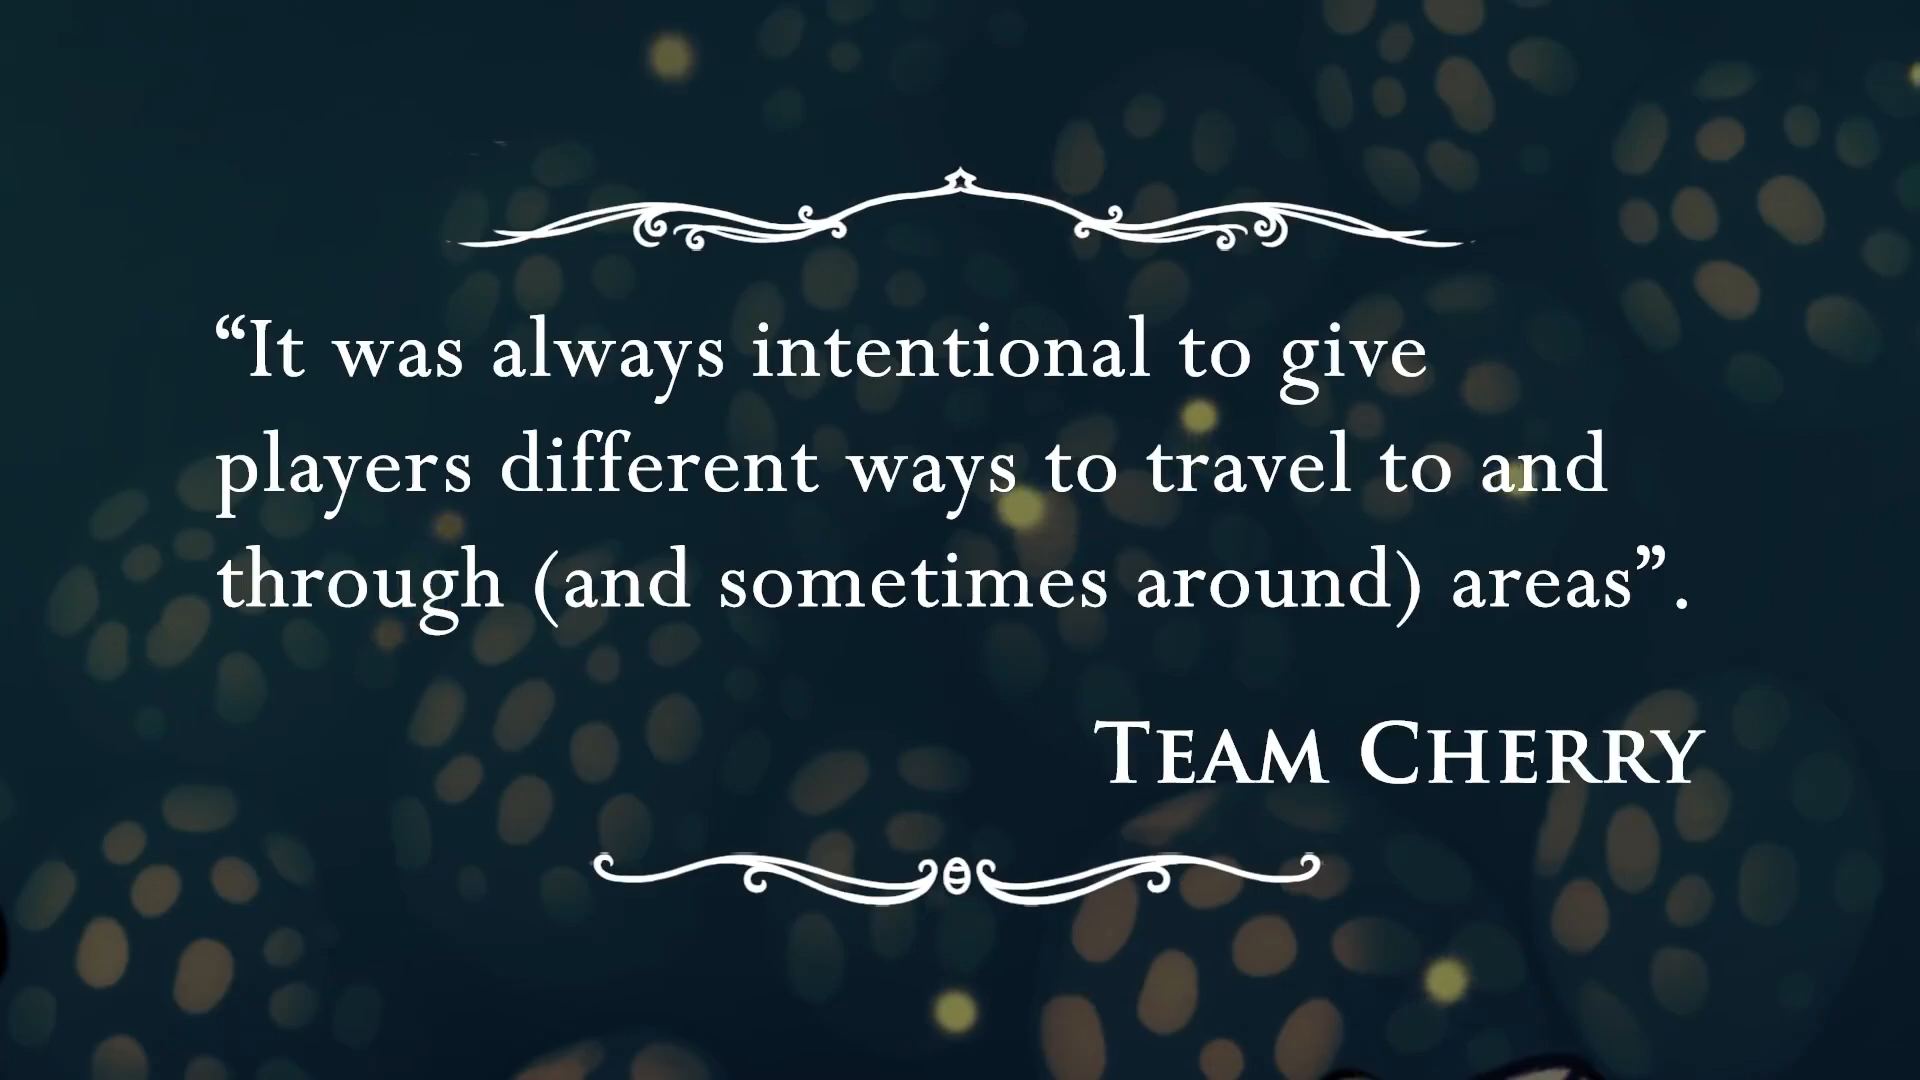 “It was always intentional to give
players different ways to travel to and
through (and sometimes around) areas”.
TEAM CHERRY